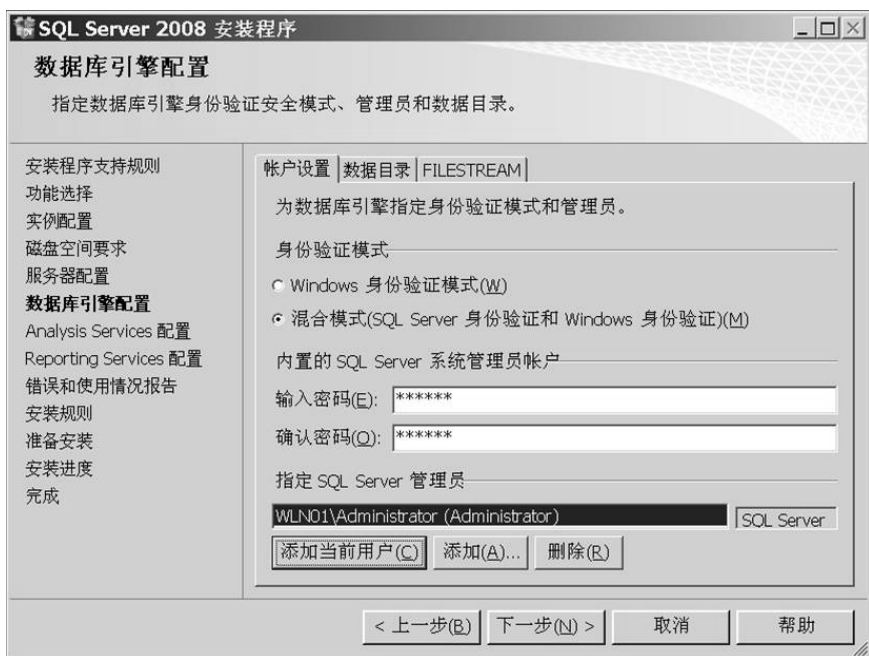 SQL Server 2008 安装程序
数据库引擎配置
指定数据库引擎身份验证安全模式、管理员和数据目录。
安装程序支持规则
功能选择
实例配置
磁盘空间要求
服务器配置
数据库引擎配置
Analysis Services 配置
Reporting Services 配置
错误和使用情况报告
安装规则
准备安装
安装进度
完成
帐户设置 数据目录 FILESTREAM
为数据库引擎指定身份验证模式和管理员。
身份验证模式
Windows 身份验证模式(W)
混合模式(SQL Server 身份验证和 Windows 身份验证)(M)
内置的 SQL Server 系统管理员帐户
输入密码(E): ******
确认密码(O): ******
指定 SQL Server 管理员
WLN01\Administrator (Administrator) SQL Server
添加当前用户(C) 添加(A)... 删除(R)
< 上一步(B) 下一步(N) > 取消 帮助